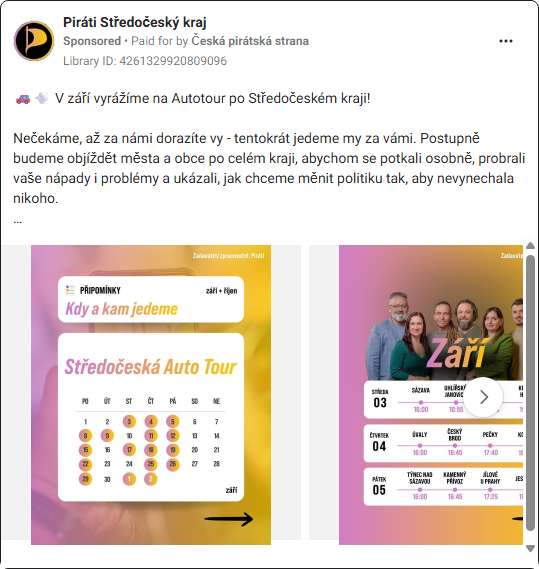 Piráti Středočeský kraj
Sponsored • Paid for by Česká pirátská strana
Library ID: 4261329920809096
V září vyrážíme na Autotour po Středočeském kraji!
Nečekáme, až za námi dorazíte vy - tentokrát jedeme my za vámi. Postupně
budeme objíždět města a obce po celém kraji, abychom se potkali osobně, probrali
vaše nápady i problémy a ukázali, jak chceme měnit politiku tak, aby nevynechala
nikoho.
...
Zadavatel/zpracovatel: Piráti
PŘIPOMÍNKY
září + říjen
Kdy a kam jedeme
Středočeská Auto Tour
PO ÚT ST ČT PÁ SO NE
1 2 3 4 5 6 7
8 9 10 11 12 13 14
15 16 17 18 19 20 21
22 23 24 25 26 27 28
29 30 1 2
září
Zadavatel/zpracov
Září
STŘEDA
03
SÁZAVA
16:00
UHLÍŘSK
JANOVIC
ČTVRTEK
04
ÚVALY
16:00
ČESKÝ
BROD
16:45
PEČKY
17:40
PÁTEK
05
TÝNEC NAD
SÁZAVOU
16:00
KAMENNÝ
PŘÍVOZ
16:45
JÍLOVÉ
U PRAHY
17:25
JES